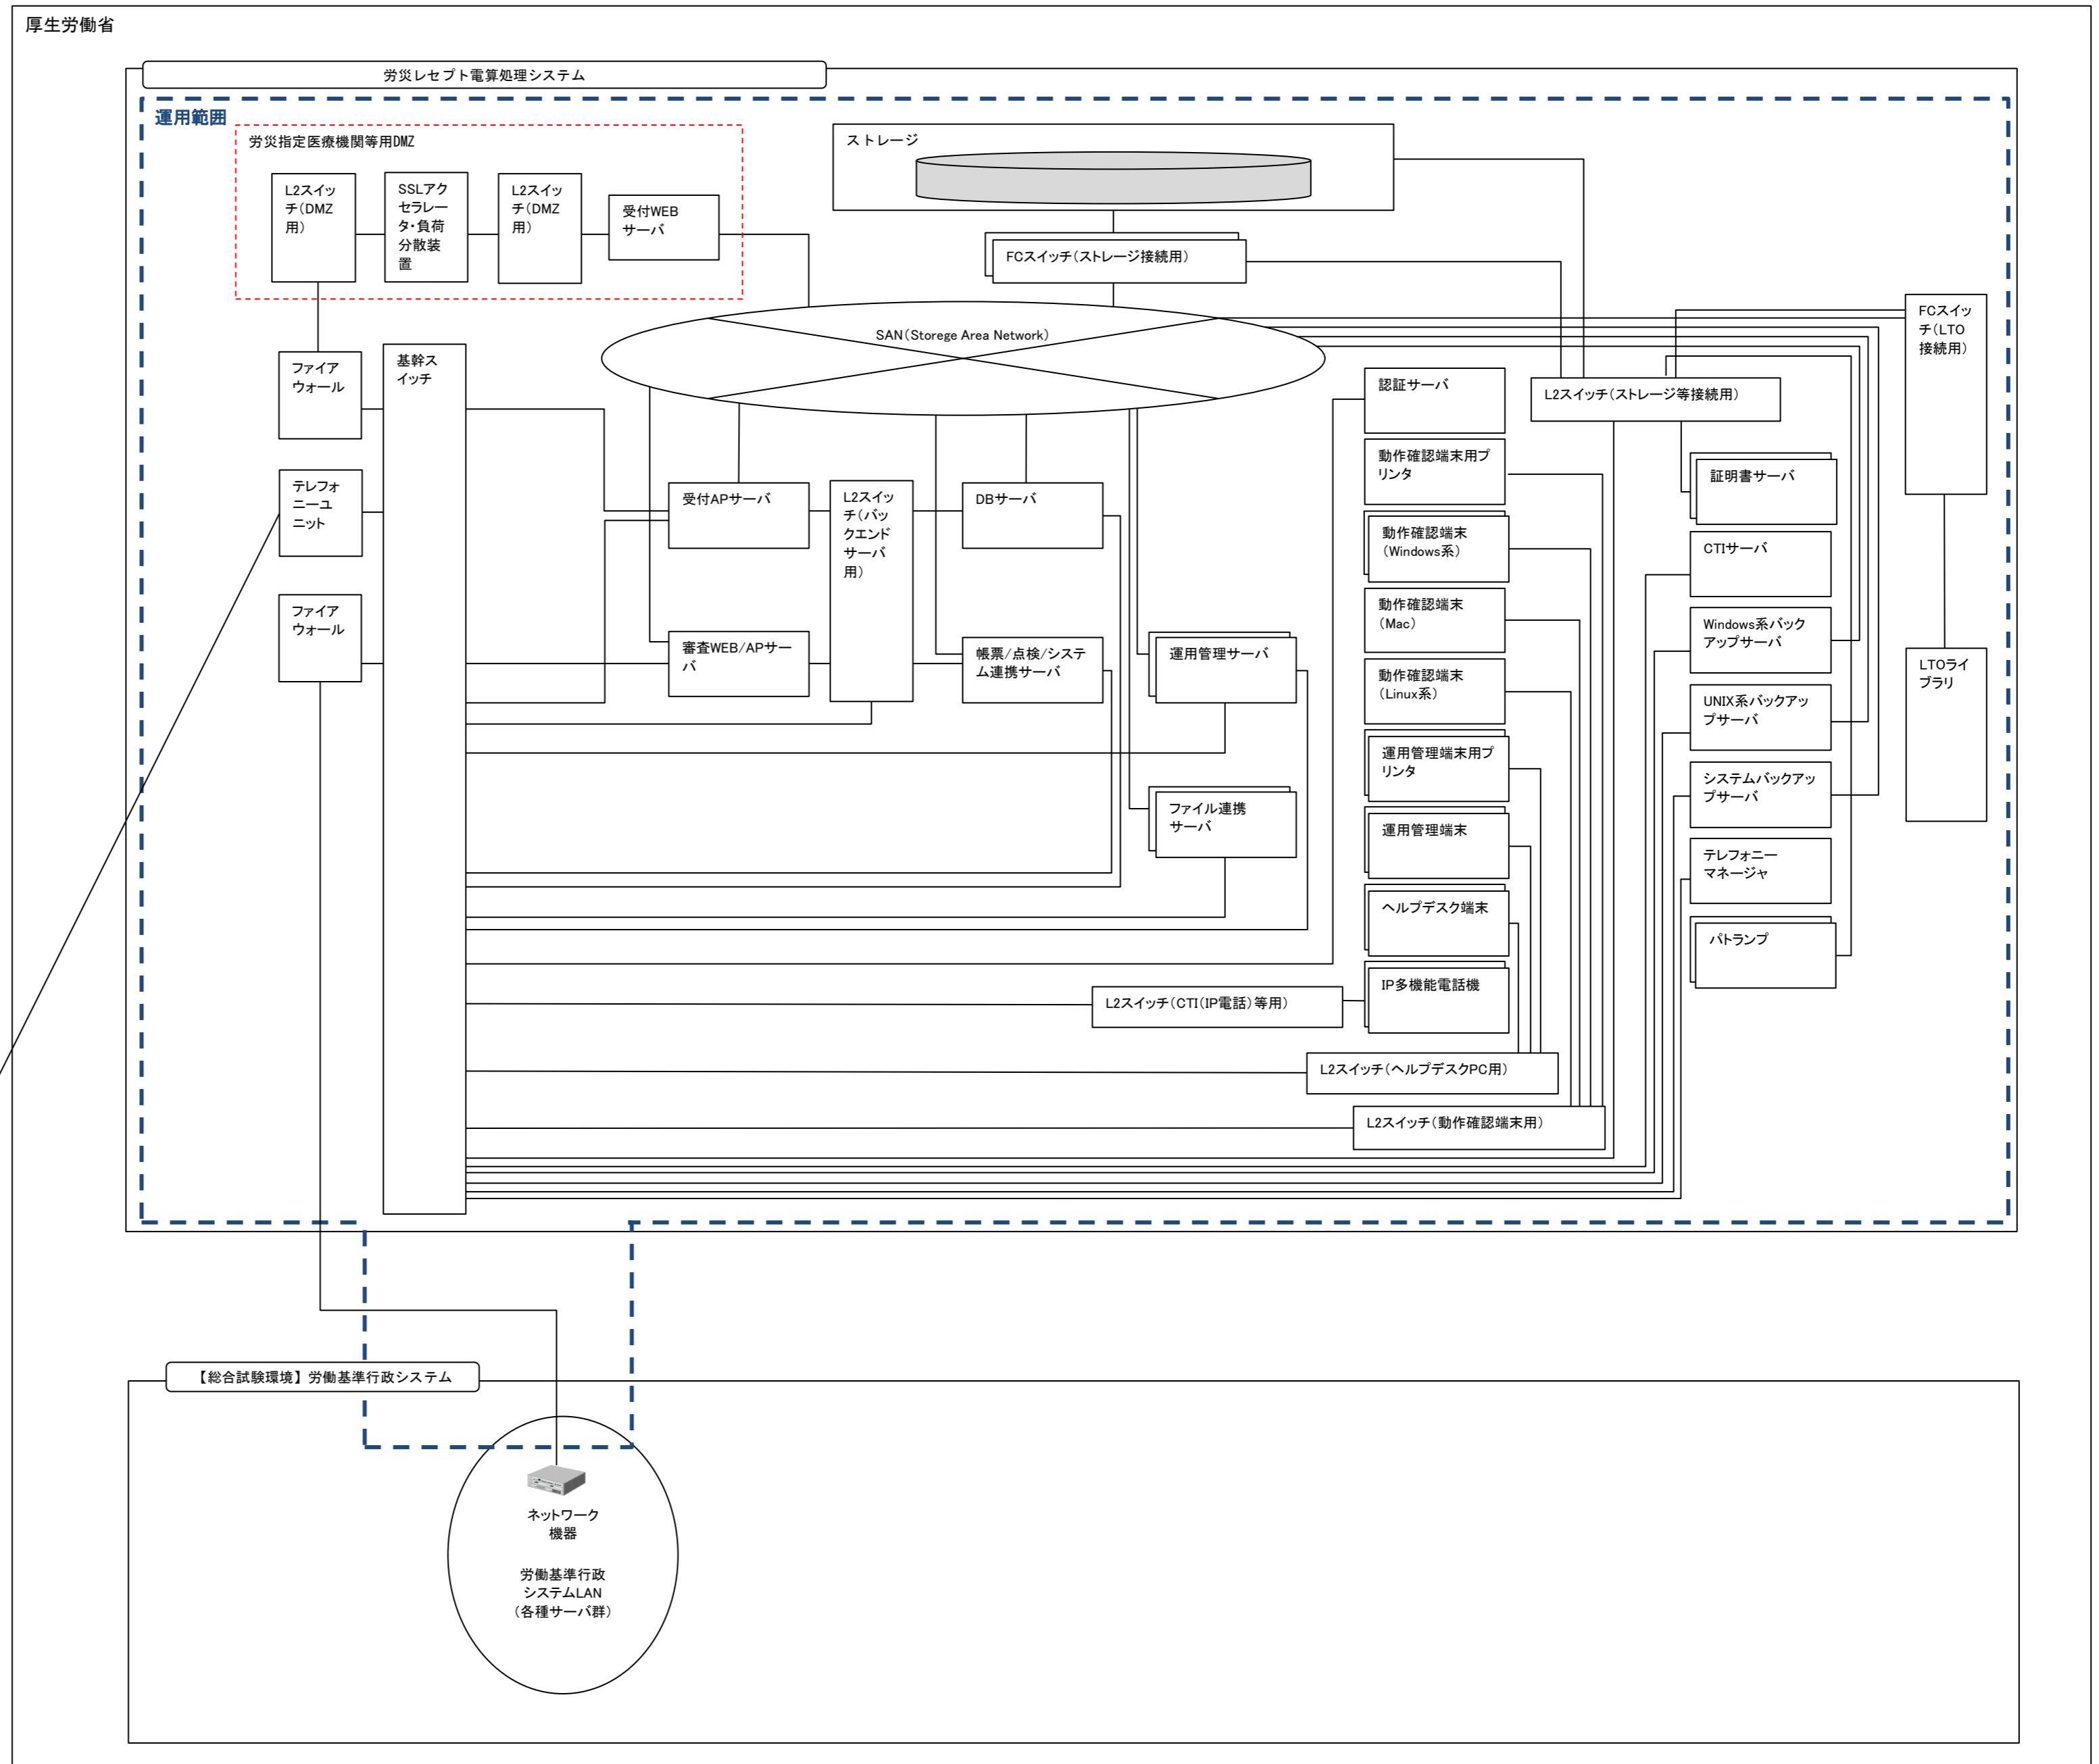 厚生労働省
労災レセプト電算処理システム
運用範囲
労災指定医療機関等用DMZ
L2スイッ
チ(DMZ
用)
SSLアク
セラレー
タ・負荷
分散装
置
L2スイッ
チ(DMZ
用)
受付WEB
サーバ
ストレージ
FCスイッチ(ストレージ接続用)
SAN(Storege Area Network)
FCスイッ
チ(LTO
接続用)
ファイア
ウォール
基幹ス
イッチ
認証サーバ
L2スイッチ(ストレージ等接続用)
動作確認端末用プ
リンタ
証明書サーバ
テレフォ
ニーユ
ニット
受付APサーバ
L2スイッ
チ(バッ
クエンド
サーバ
用)
DBサーバ
動作確認端末
(Windows系)
CTIサーバ
ファイア
ウォール
動作確認端末
(Mac)
Windows系バック
アップサーバ
審査WEB/APサー
バ
帳票/点検/システ
ム連携サーバ
運用管理サーバ
動作確認端末
(Linux系)
LTOライ
ブラリ
UNIX系バックアッ
プサーバ
運用管理端末用プ
リンタ
システムバックアッ
プサーバ
ファイル連携
サーバ
運用管理端末
テレフォニー
マネージャ
ヘルプデスク端末
パトランプ
IP多機能電話機
L2スイッチ(CTI(IP電話)等用)
L2スイッチ(ヘルプデスクPC用)
L2スイッチ(動作確認端末用)
【総合試験環境】労働基準行政システム
ネットワーク
機器
労働基準行政
システムLAN
(各種サーバ群)